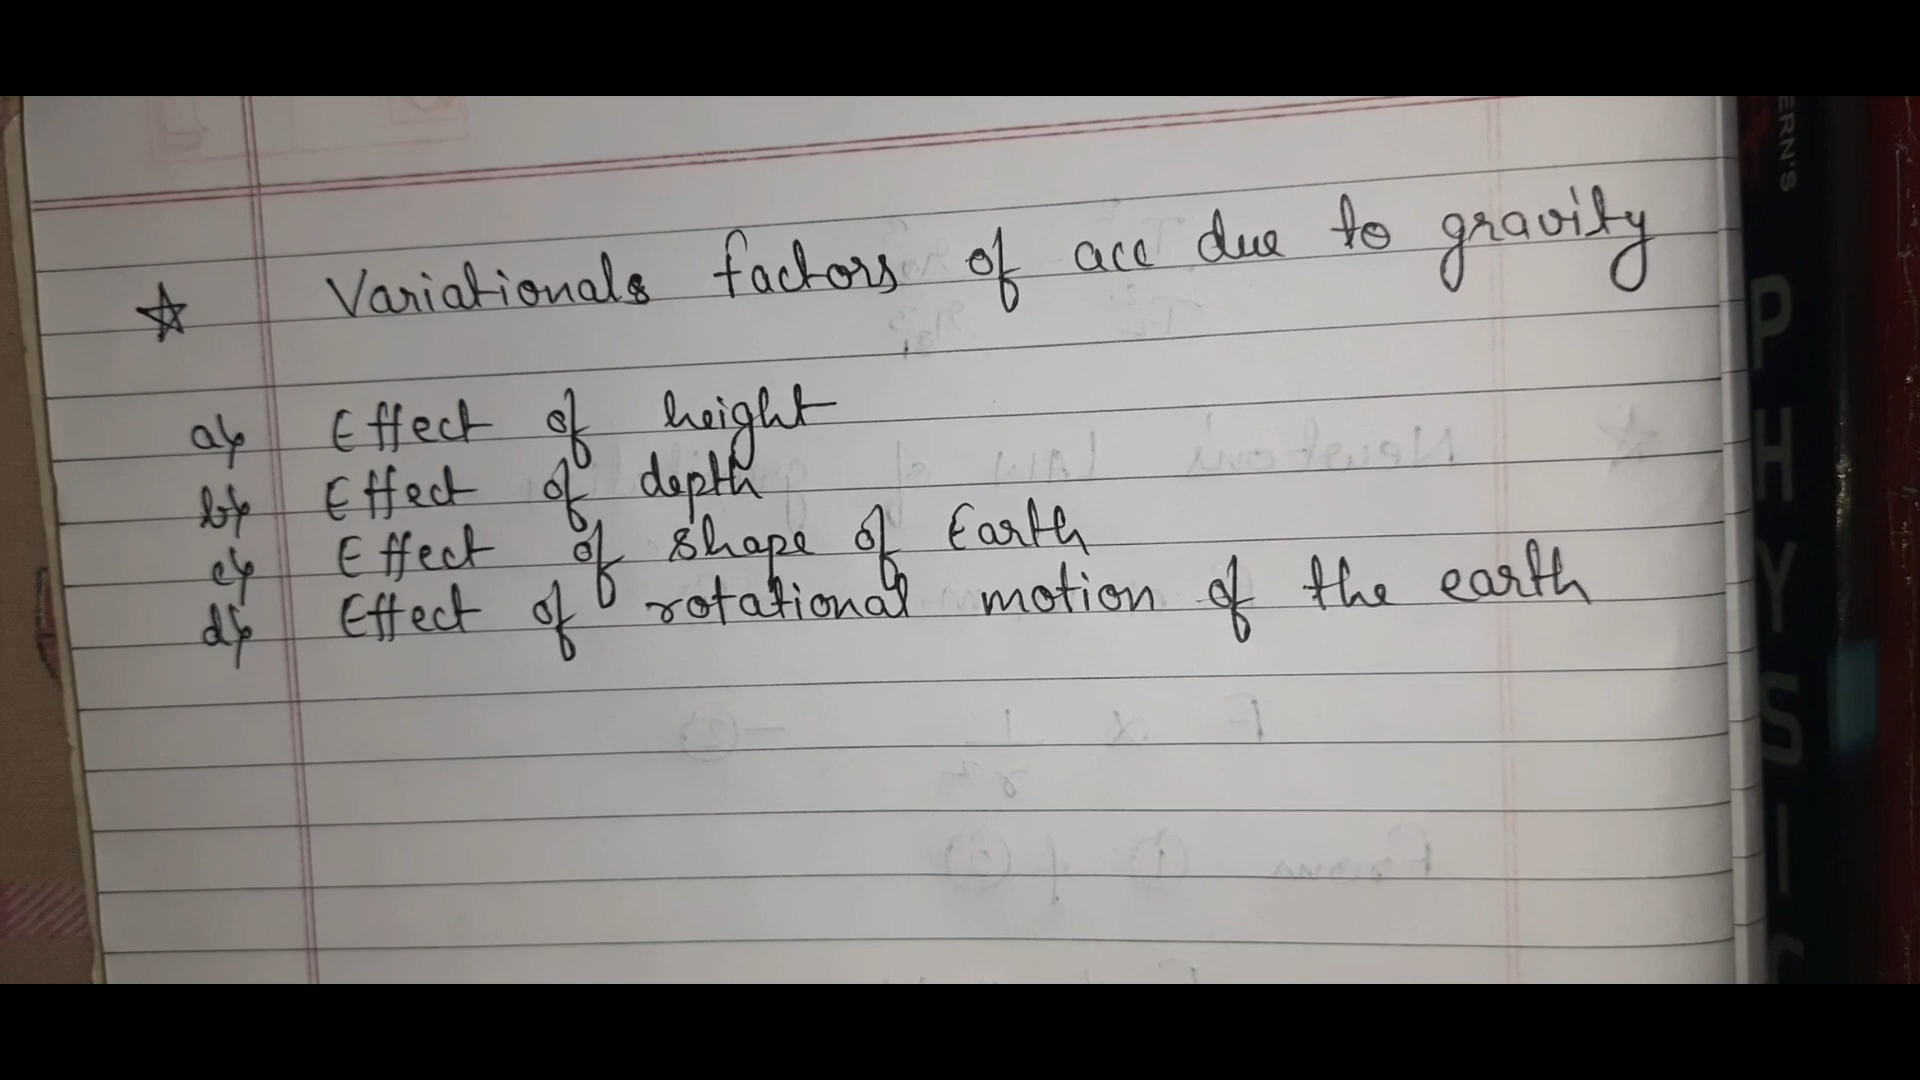 ☆ Variationals factors of acc due to gravity
a) Effect of height
b) Effect of depth
c) Effect of shape of Earth
d) Effect of rotational motion of the earth
ERN'S PHYSIC